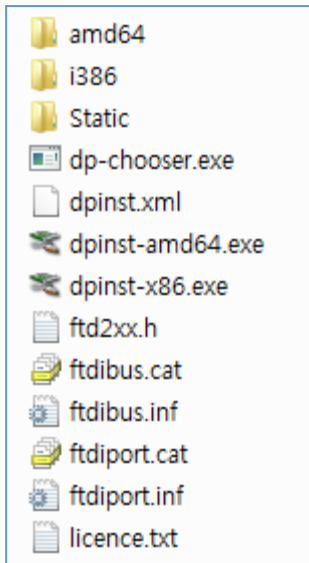 amd64
i386
Static
dp-chooser.exe
dpinst.xml
dpinst-amd64.exe
dpinst-x86.exe
ftd2xx.h
ftdibus.cat
ftdibus.inf
ftdiport.cat
ftdiport.inf
licence.txt